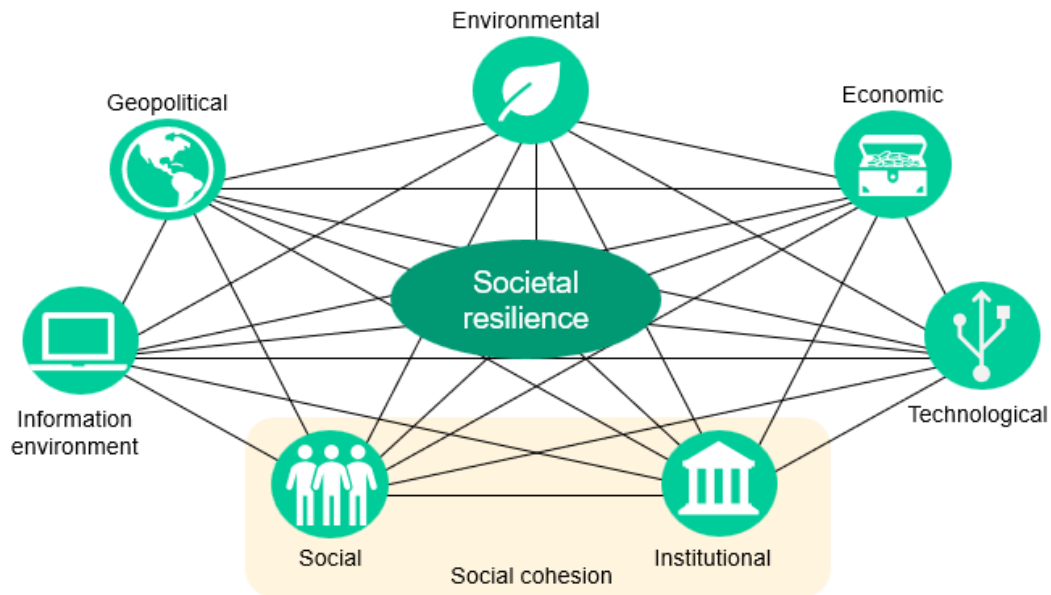 Environmental
Geopolitical
Economic
Societal
resilience
Information
environment
Technological
Social
Institutional
Social cohesion